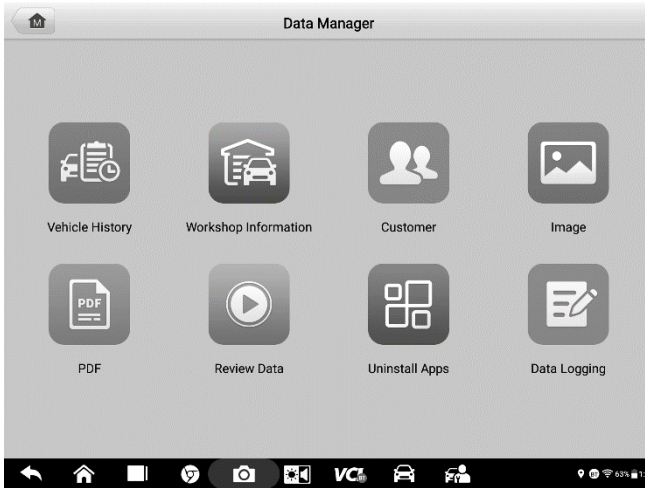 M
Data Manager
Vehicle History
Workshop Information
Customer
Image
PDF
PDF
Review Data
Uninstall Apps
Data Logging
VCI
63%